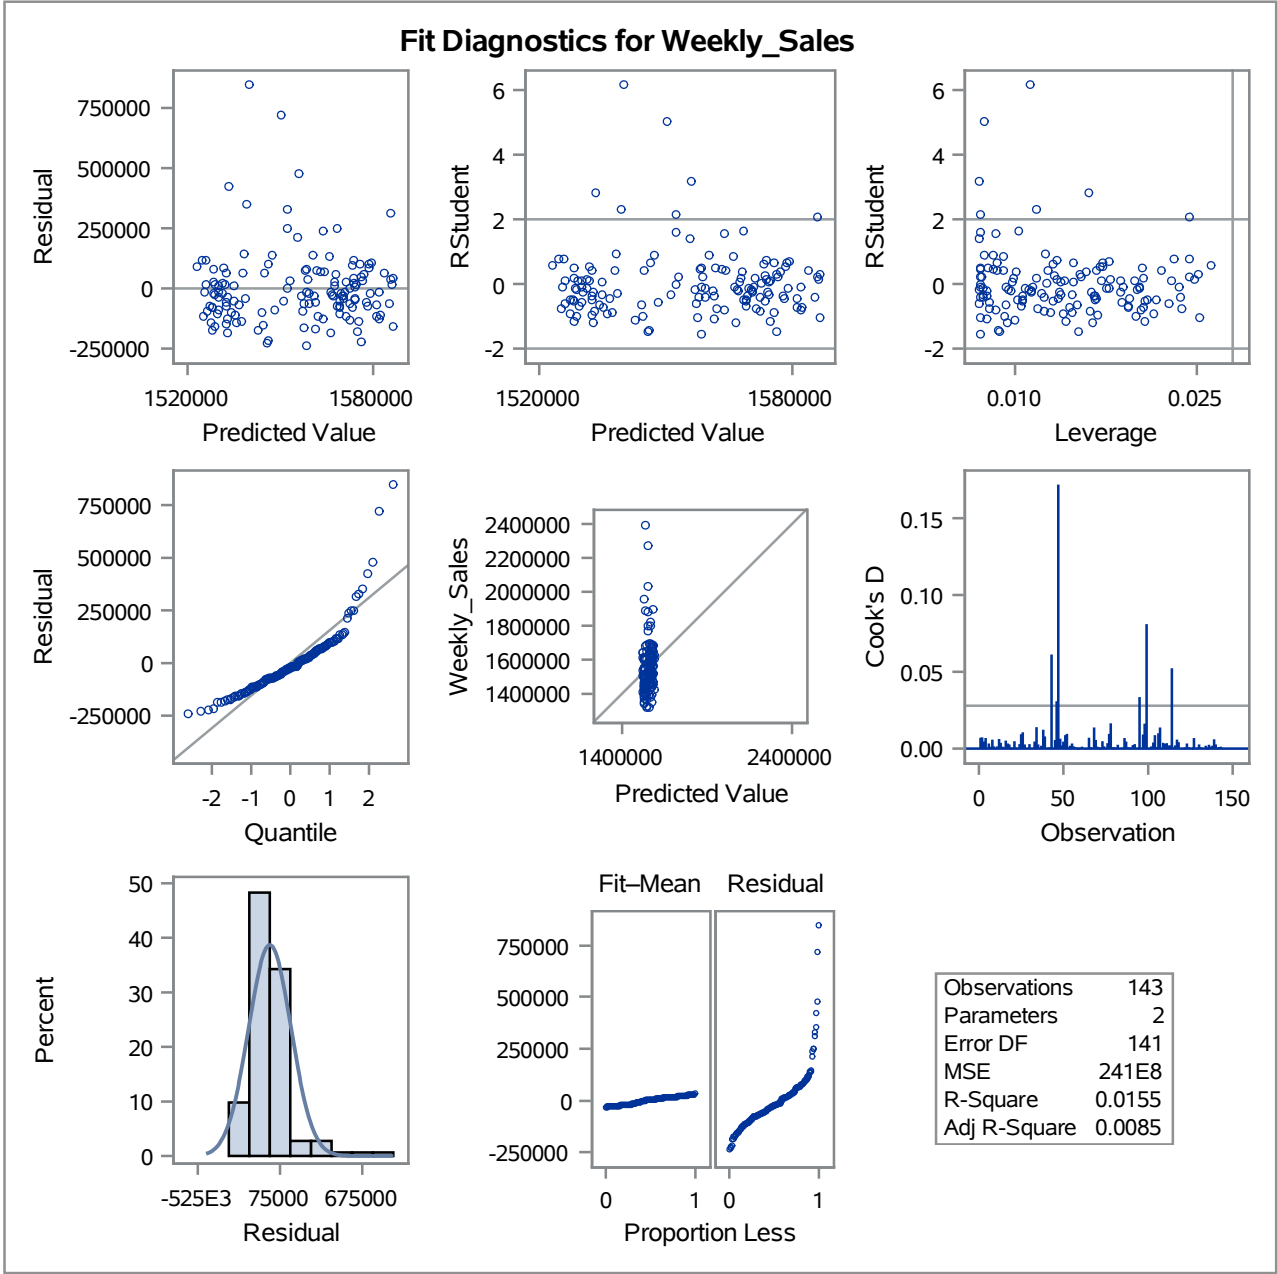 Fit Diagnostics for Weekly_Sales
Residual
750000
500000
250000
0
-250000
1520000 1580000
Predicted Value
RStudent
6
4
2
0
-2
1520000 1580000
Predicted Value
RStudent
6
4
2
0
-2
0.010 0.025
Leverage
Residual
750000
500000
250000
0
-250000
-2 -1 0 1 2
Quantile
Weekly_Sales
2400000
2200000
2000000
1800000
1600000
1400000
1400000 2400000
Predicted Value
Cook's D
0.15
0.10
0.05
0.00
0 50 100 150
Observation
Percent
50
40
30
20
10
0
-525E3 75000 675000
Residual
Fit–Mean Residual
750000
500000
250000
0
-250000
0 1 0 1
Proportion Less
Observations 143
Parameters 2
Error DF 141
MSE 241E8
R-Square 0.0155
Adj R-Square 0.0085